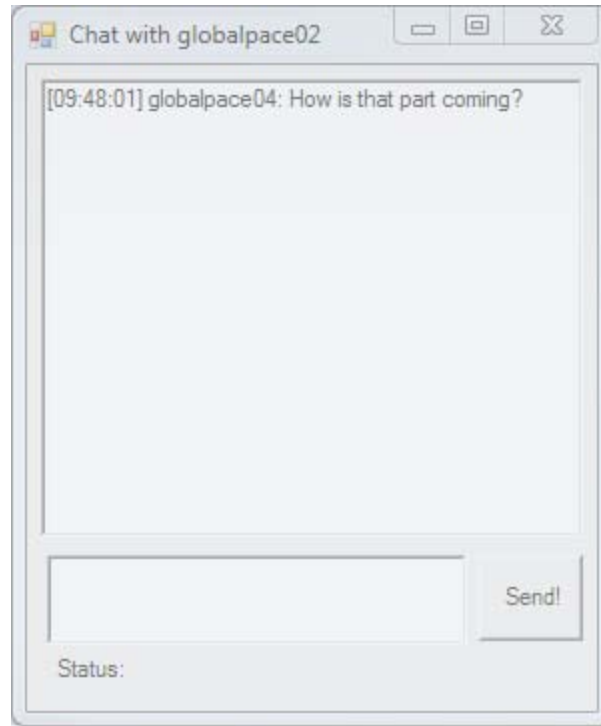 Chat with globalpace02
[09:48:01] globalpace04: How is that part coming?
Send!
Status: